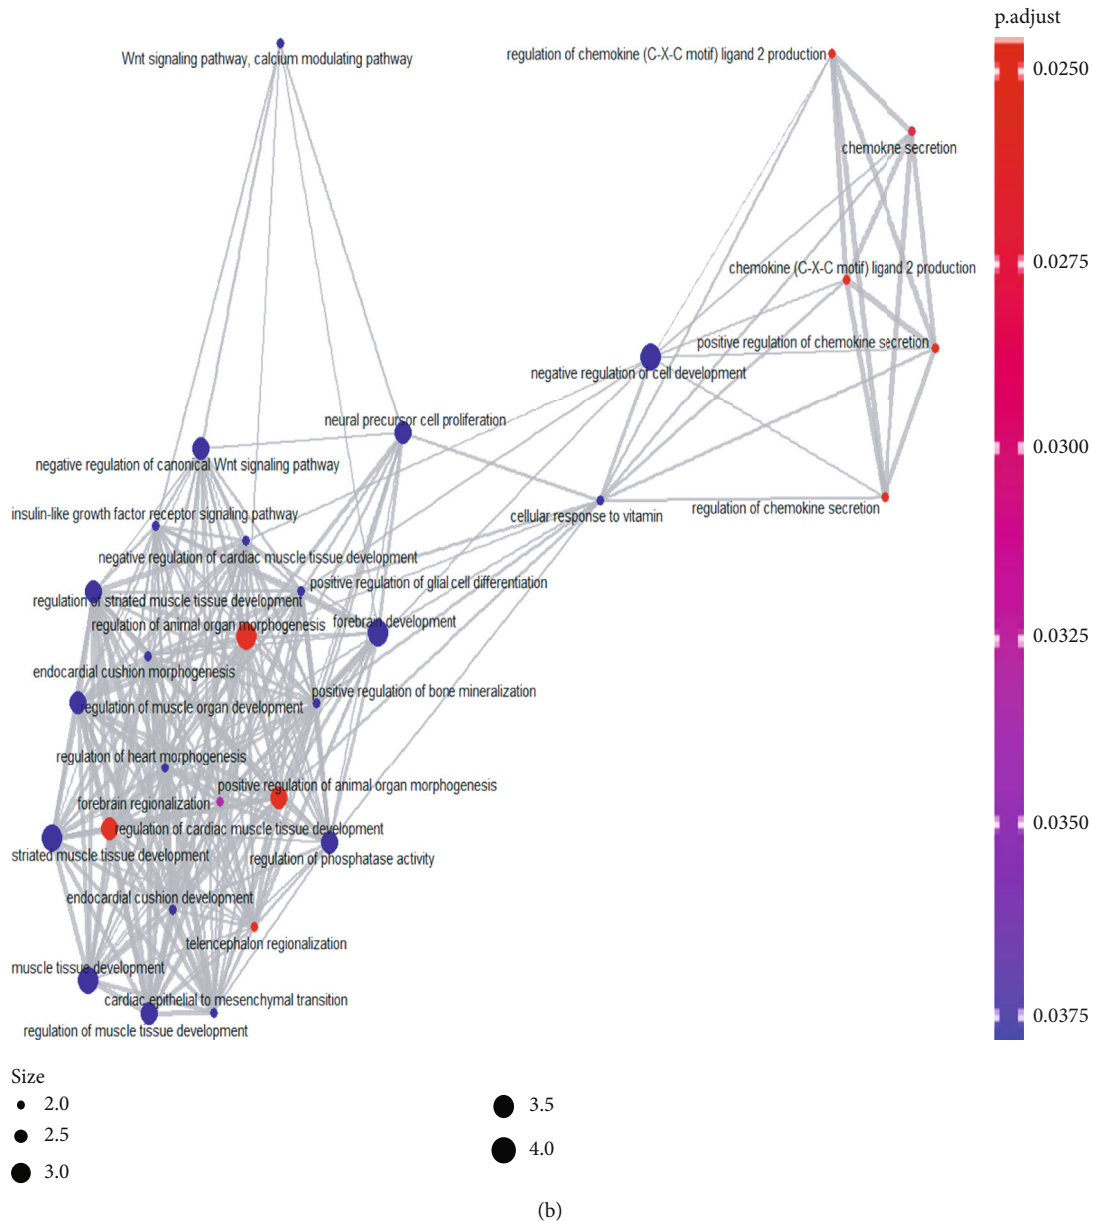 p.adjust
Wnt signaling pathway, calcium modulating pathway
regulation of chemokine (C-X-C motif) ligand 2 production
0.0250
chemokne secretion
chemokine (C-X-C motif) ligand 2 production
0.0275
positive regulation of chemokine secretion
negative regulation of cell development
neural precursor cell proliferation
0.0300
negative regulation of canonical Wnt signaling pathway
insulin-like growth factor receptor signaling pathway
cellular response to vitamin
regulation of chemokine secretion
negative regulation of cardiac muscle tissue development
positive regulation of glial cell differentiation
regulation of striated muscle tissue development
regulation of animal organ morphogenesis
forebrain development
0.0325
endocardial cushion morphogenesis
positive regulation of bone mineralization
regulation of muscle organ development
regulation of heart morphogenesis
positive regulation of animal organ morphogenesis
forebrain regionalization
0.0350
regulation of cardiac muscle tissue development
striated muscle tissue development
regulation of phosphatase activity
endocardial cushion development
telencephalon regionalization
muscle tissue development
cardiac epithelial to mesenchymal transition
0.0375
regulation of muscle tissue development
Size
2.0
2.5
3.0
3.5
4.0
(b)